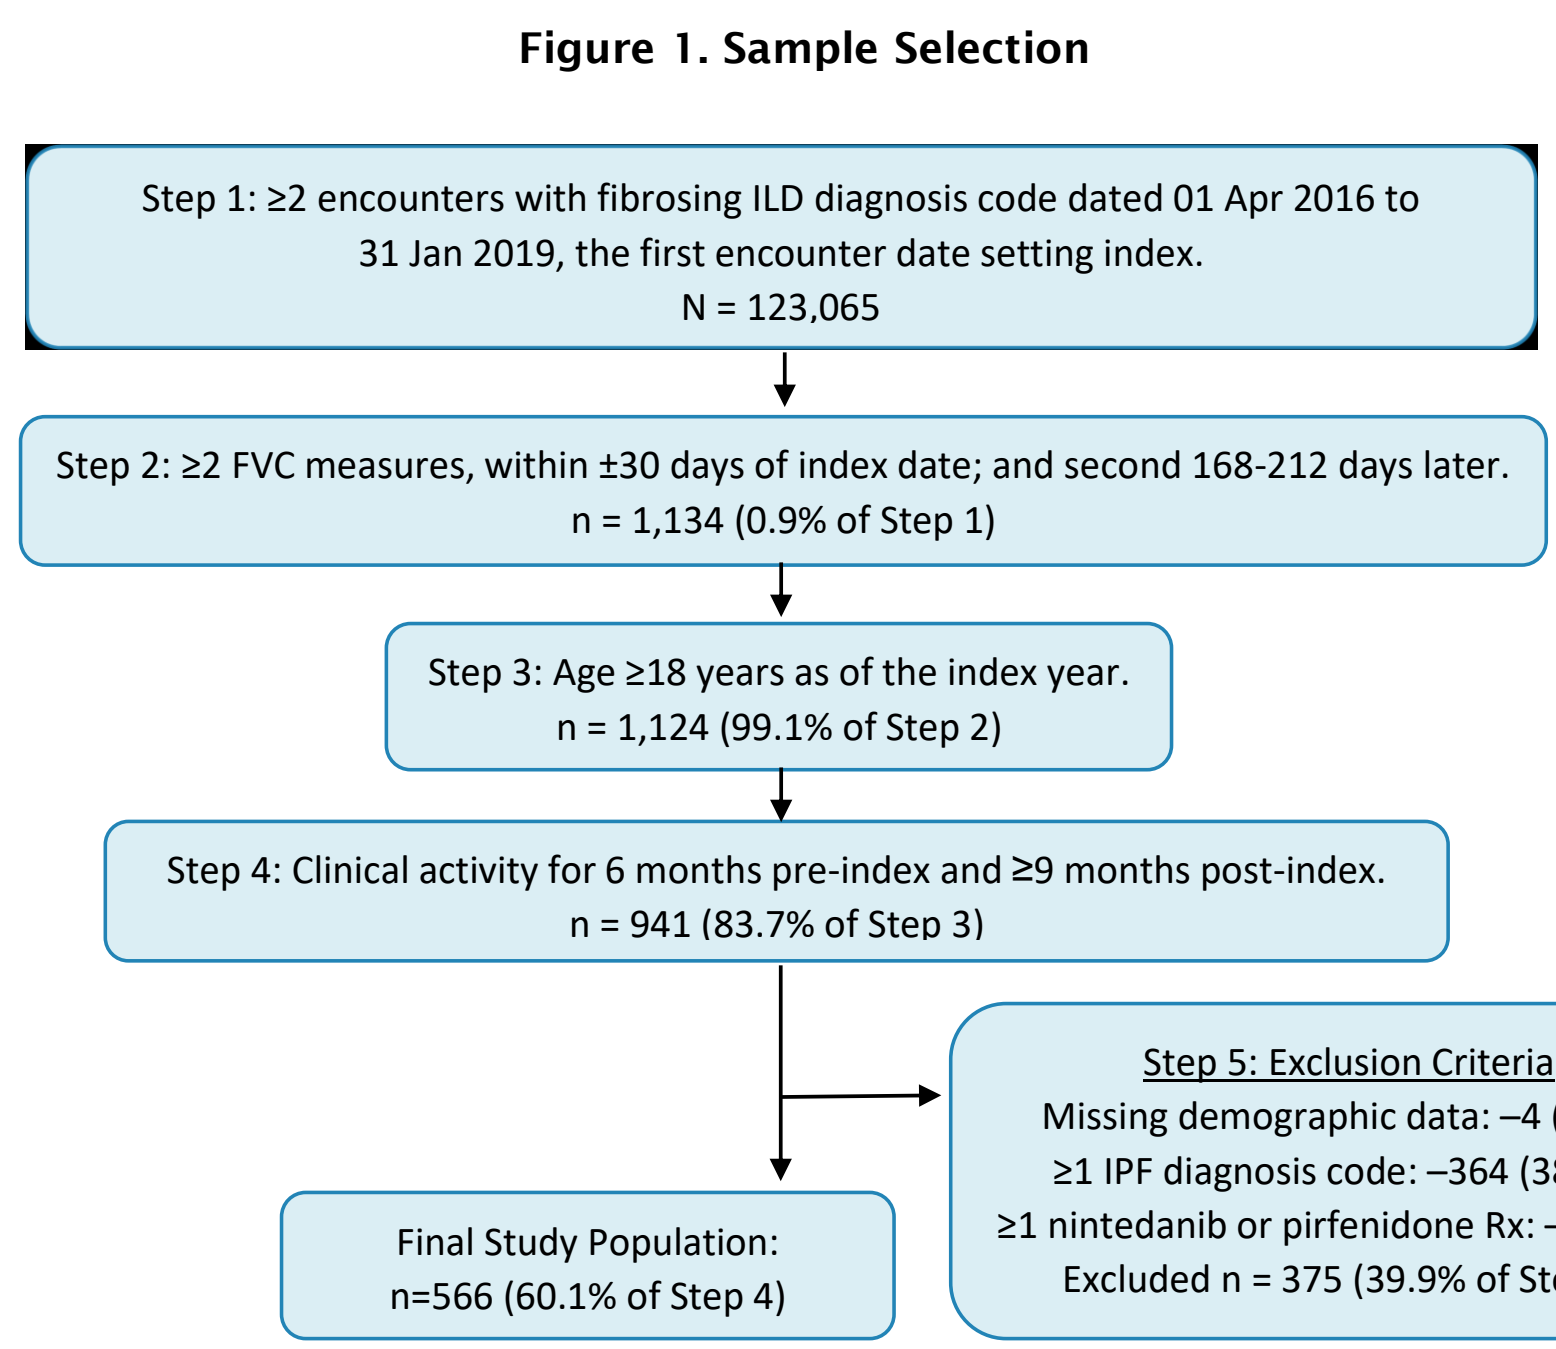 Figure 1. Sample Selection
Step 1: ≥2 encounters with fibrosing ILD diagnosis code dated 01 Apr 2016 to
31 Jan 2019, the first encounter date setting index.
N = 123,065
Step 2: ≥2 FVC measures, within ±30 days of index date; and second 168-212 days later.
n = 1,134 (0.9% of Step 1)
Step 3: Age ≥18 years as of the index year.
n = 1,124 (99.1% of Step 2)
Step 4: Clinical activity for 6 months pre-index and ≥9 months post-index.
n = 941 (83.7% of Step 3)
Step 5: Exclusion Criteria
Missing demographic data: –4 (
≥1 IPF diagnosis code: –364 (
≥1 nintedanib or pirfenidone Rx: –
Excluded n = 375 (39.9% of
Final Study Population:
n=566 (60.1% of Step 4)